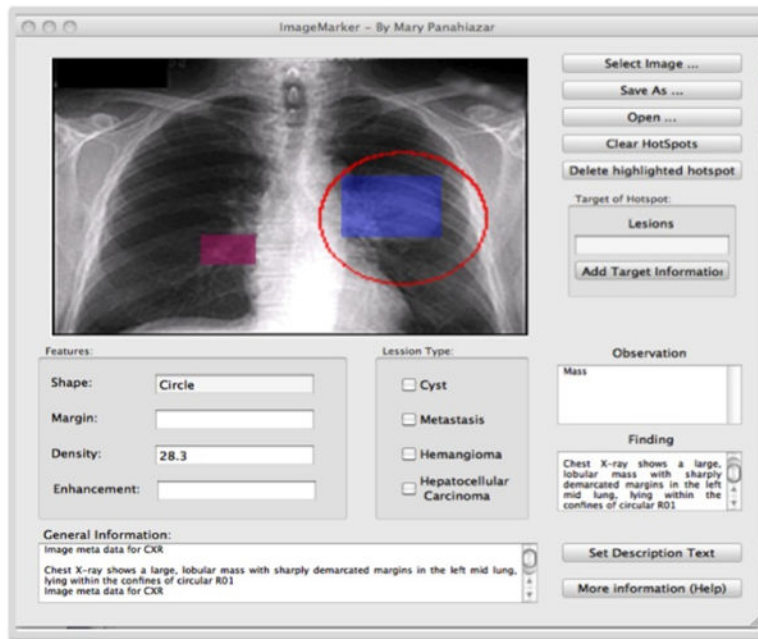 ImageMarker - By Mary Panahiazar
Select Image ...
Save As ...
Open ...
Clear HotSpots
Delete highlighted hotspot
Target of Hotspot:
Lesions
Add Target Information
Features:
Shape:
Circle
Margin:
Density:
28.3
Enhancement:
Lession Type:
Cyst
Metastasis
Hemangioma
Hepatocellular
Carcinoma
Observation
Mass
Finding
Chest X-ray shows a large,
lobular mass with sharply
demarcated margins in the left
mid lung, lying within the
confines of circular R01
General Information:
Image meta data for CXR
Chest X-ray shows a large, lobular mass with sharply demarcated margins in the left mid lung,
lying within the confines of circular R01
Image meta data for CXR
Set Description Text
More information (Help)